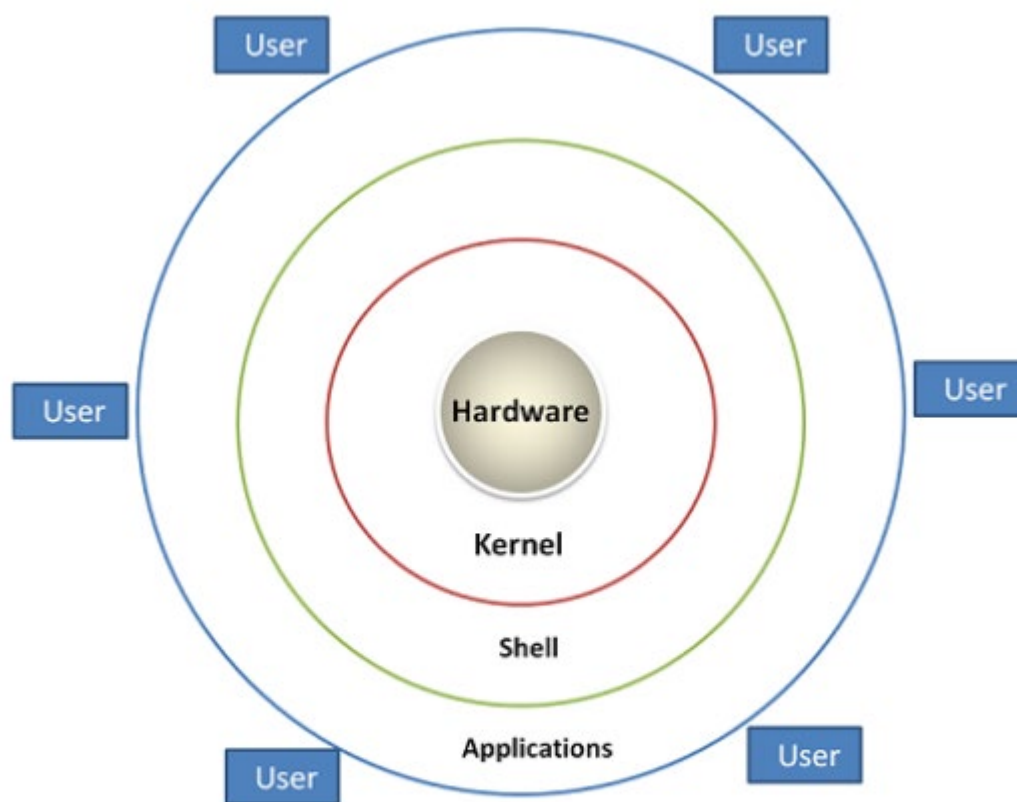 User
User
Hardware
User
User
Kernel
Shell
Applications
User
User